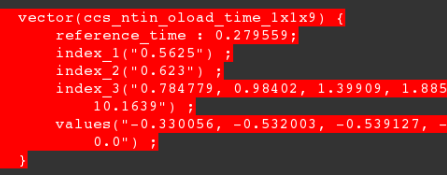 vector(ccs_ntin_oload_time_1x1x9) {
reference_time : 0.279559;
index_1("0.5625") ;
index_2("0.623") ;
index_3("0.784779, 0.98402, 1.39909, 1.885
10.1639") ;
values("-0.330056, -0.532003, -0.539127, -
0.0") ;
}